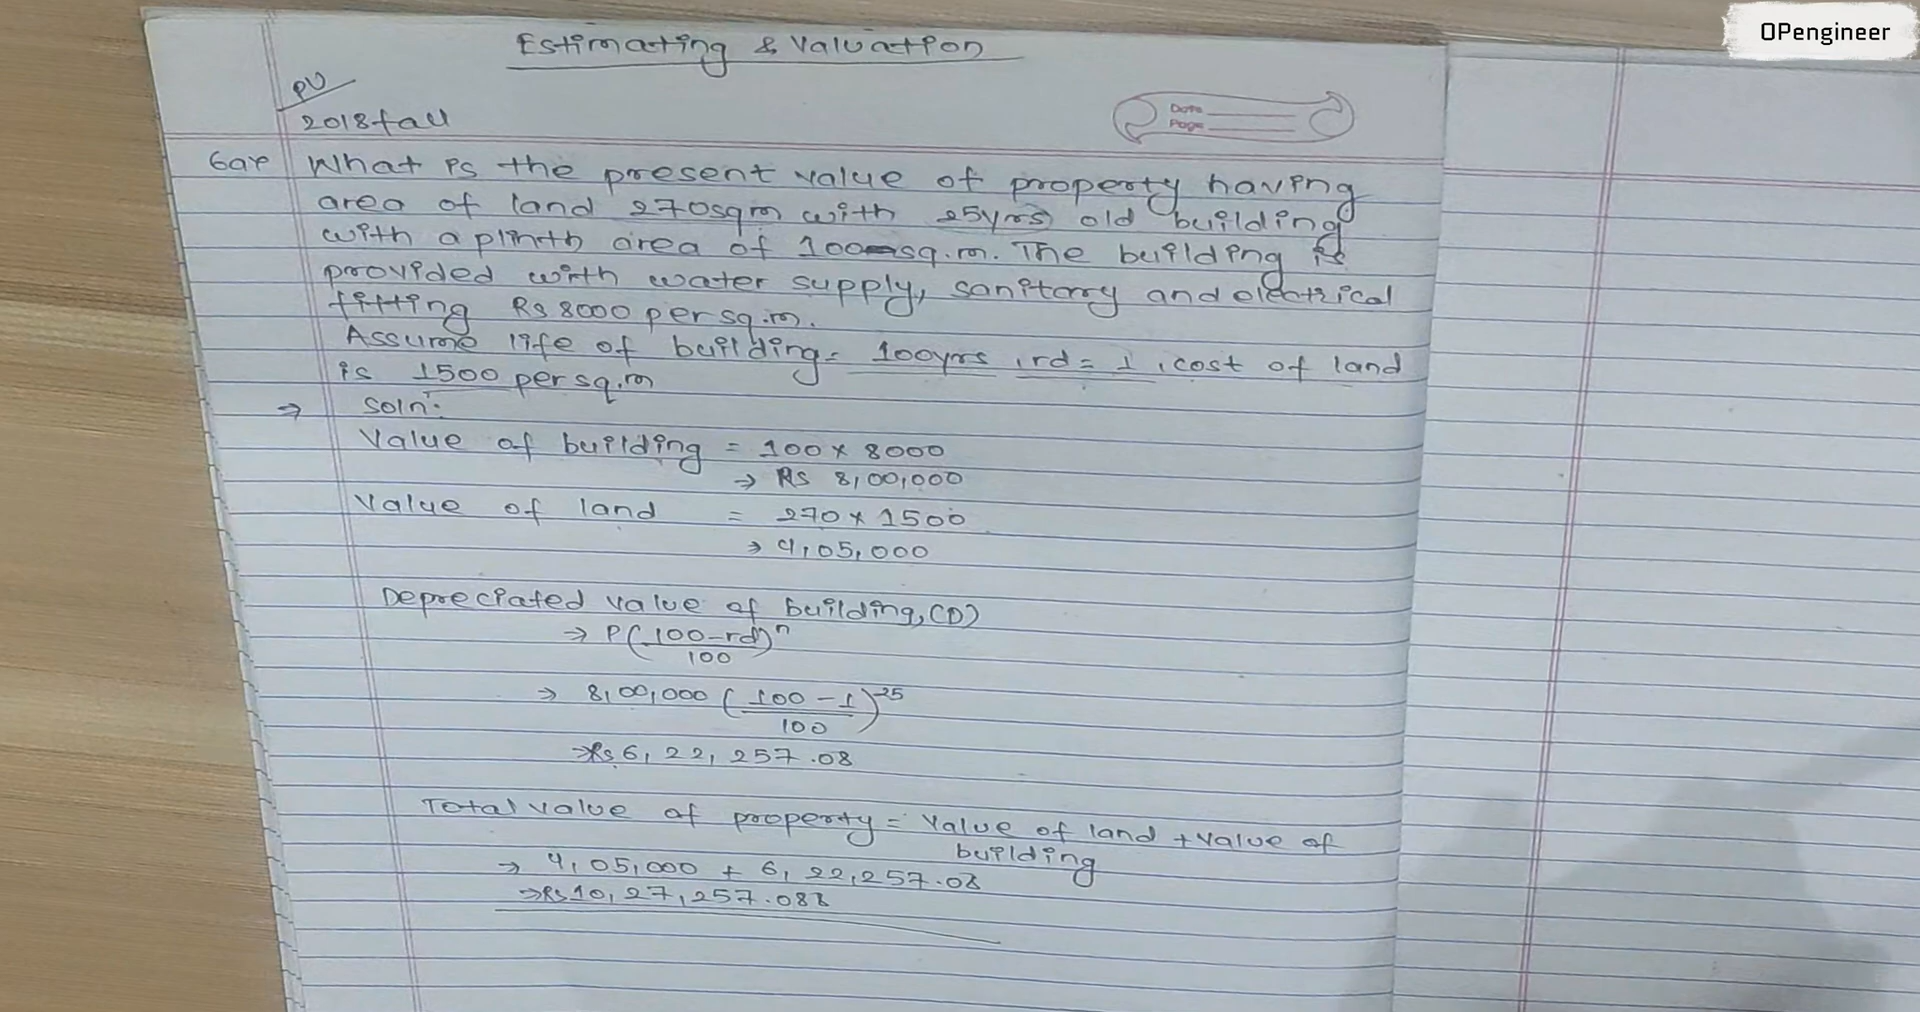 OPengineer
Estimating & Valuation
PU
2018 fall
Date
Page
What is the present value of property having
area of land 270sqm with 25yrs old building
with a plinth area of 100 sq.m. The building is
provided with water supply, sanitary and electrical
fitting Rs 8000 per sq.m.
Assume life of building = 100yrs, rd = 1, cost of land
is 1500 per sq.m
⇒ Soln:
Value of building = 100 x 8000
⇒ Rs 8,00,000
Value of land = 270 x 1500
⇒ 4,05,000
Depreciated value of building, (D)
⇒ P(100-rd)^n
100
⇒ 8,00,000 (100 - 1)^25
100
⇒ Rs 6, 22, 257.08
Total value of property = Value of land + value of
building
⇒ 4,05,000 + 6, 22,257.08
⇒ Rs 10,27,257.088